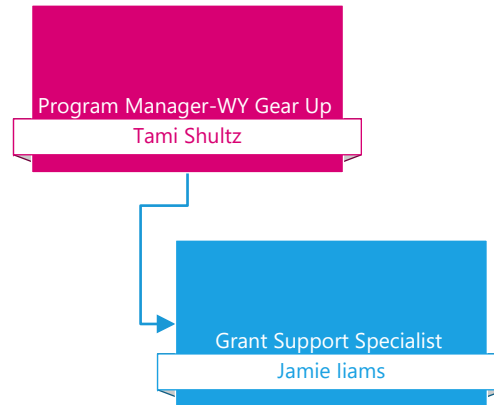 Program Manager-WY Gear Up
Tami Shultz
Grant Support Specialist
Jamie Iiams